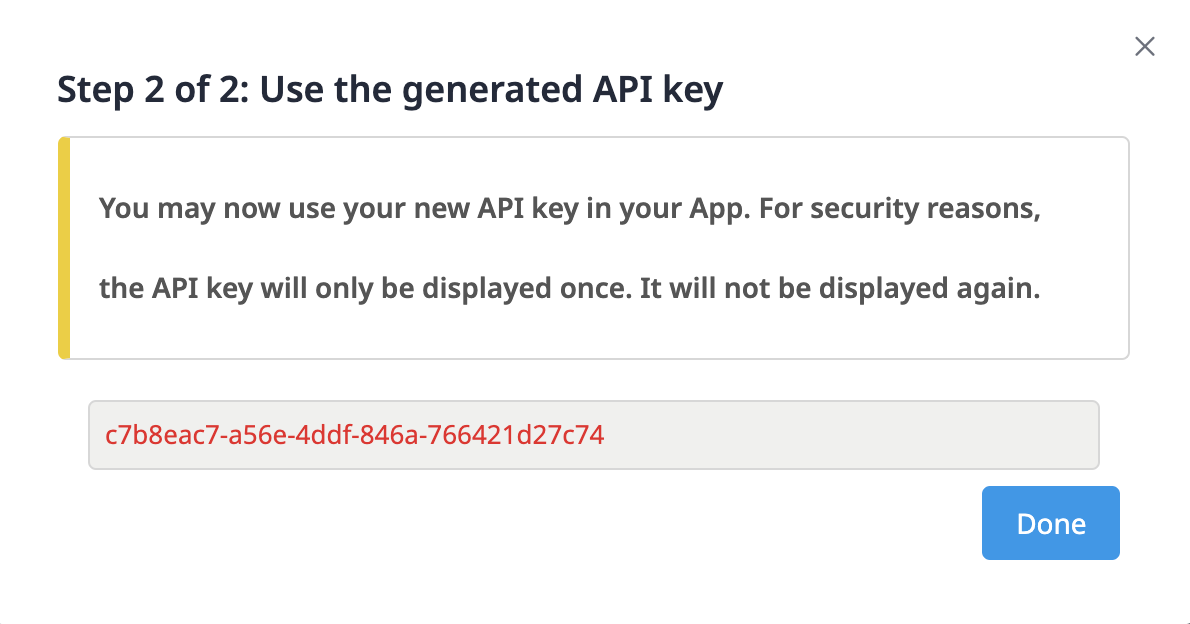 Step 2 of 2: Use the generated API key
You may now use your new API key in your App. For security reasons,
the API key will only be displayed once. It will not be displayed again.
c7b8eac7-a56e-4ddf-846a-766421d27c74
Done